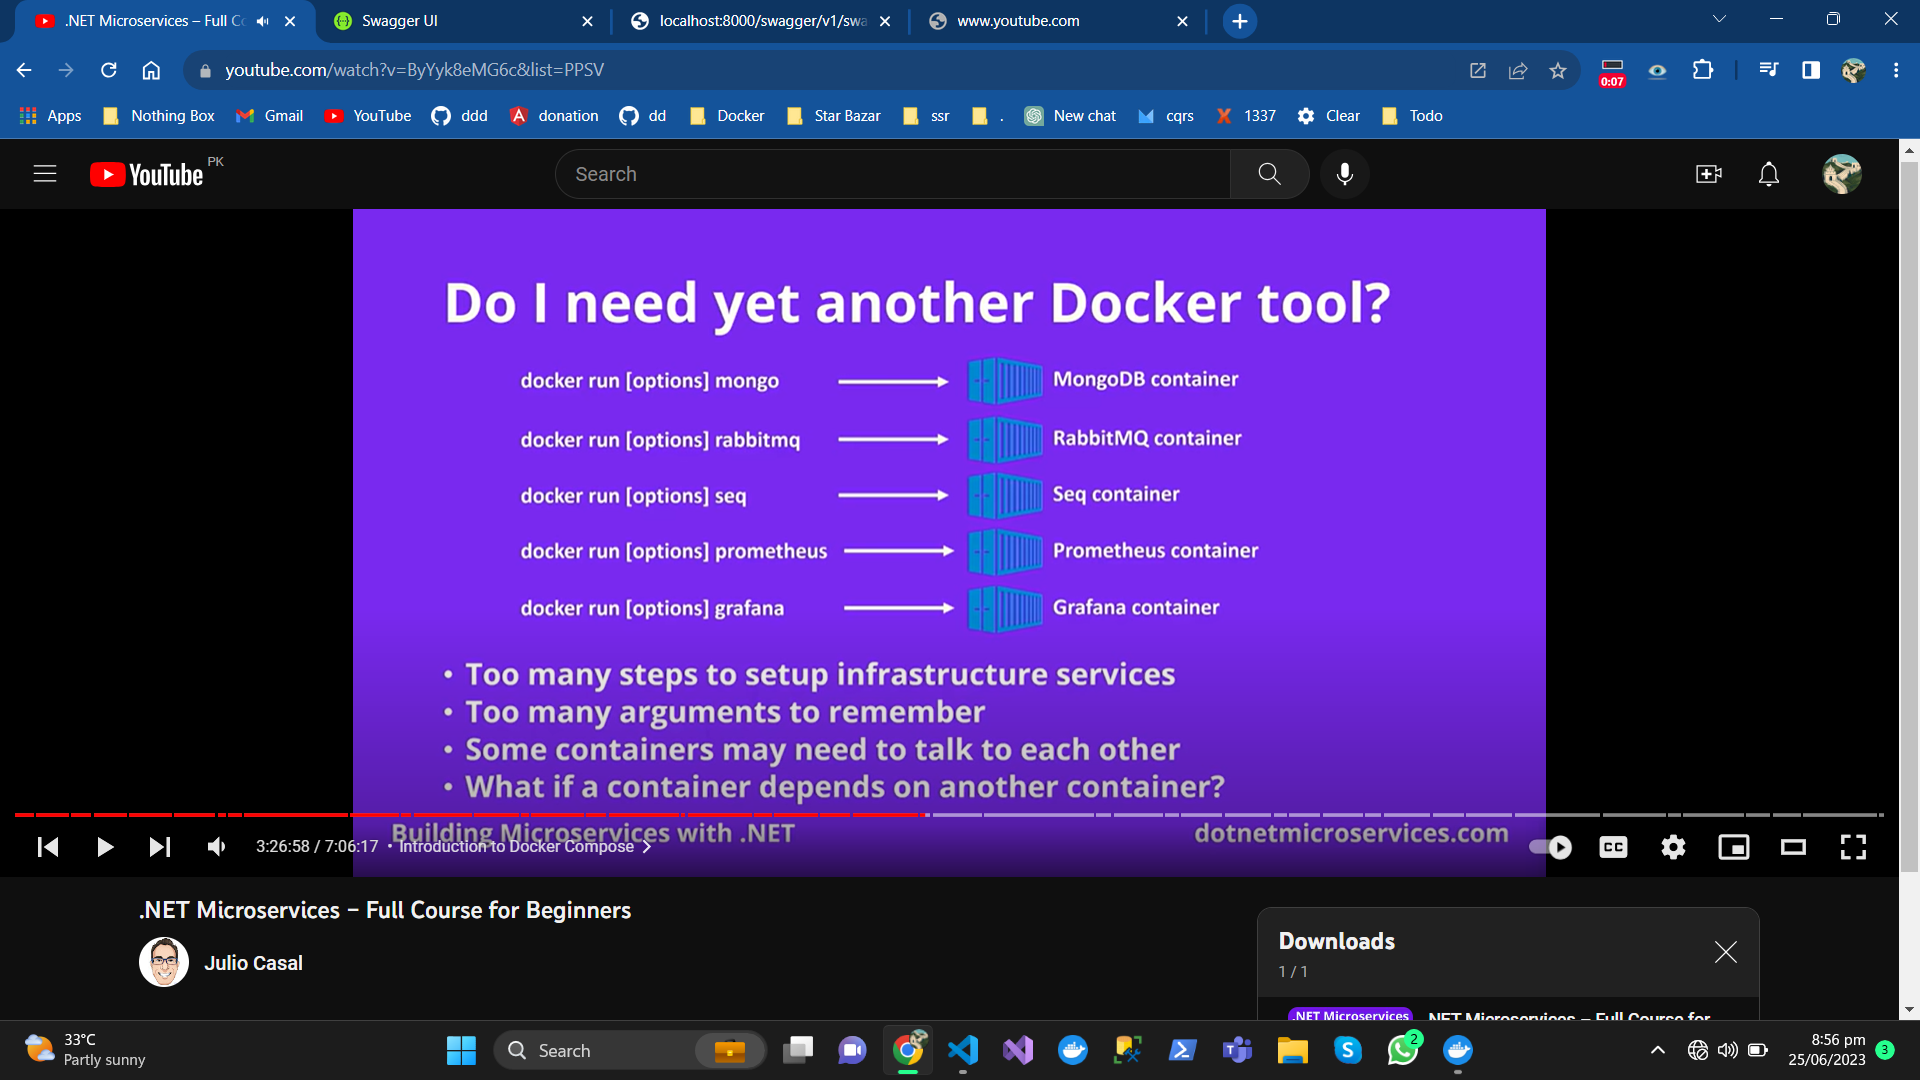 .NET Microservices – Full Co
Swagger UI
localhost:8000/swagger/v1/swa
www.youtube.com
youtube.com/watch?v=ByYyk8eMG6c&list=PPSV
0:07
Apps
Nothing Box
Gmail
YouTube
ddd
donation
dd
Docker
Star Bazar
ssr
.
New chat
cqrs
1337
Clear
Todo
YouTube PK
Search
Do I need yet another Docker tool?
docker run [options] mongo
MongoDB container
docker run [options] rabbitmq
RabbitMQ container
docker run [options] seq
Seq container
docker run [options] prometheus
Prometheus container
docker run [options] grafana
Grafana container
• Too many steps to setup infrastructure services
• Too many arguments to remember
• Some containers may need to talk to each other
• What if a container depends on another container?
Building Microservices with .NET
dotnetmicroservices.com
3:26:58 / 7:06:17 • Introduction to Docker Compose
CC
.NET Microservices – Full Course for Beginners
Julio Casal
Downloads
1 / 1
.NET Microservices
.NET Microservices – Full Course for
33°C
Partly sunny
Search
2
8:56 pm
25/06/2023
3